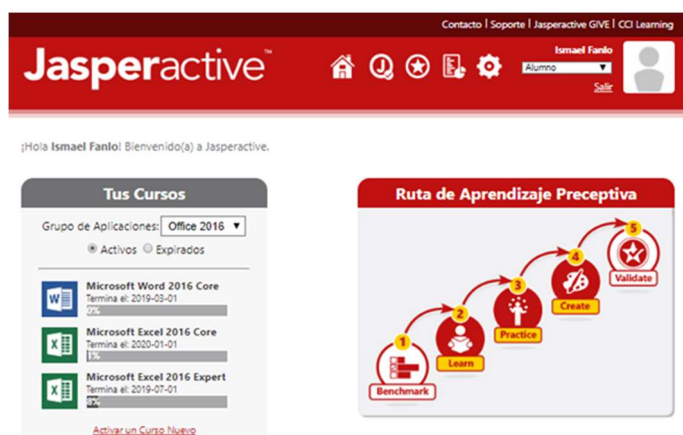 Contacto | Soporte | Jasperactive GIVE | CCI Learning
Jasperactive™
Ismael Fanlo
Alumno
Salir
¡Hola Ismael Fanlo! Bienvenido(a) a Jasperactive.
Tus Cursos
Grupo de Aplicaciones: Office 2016
Activos Expirados
Microsoft Word 2016 Core
Termina el: 2019-03-01
0%
Microsoft Excel 2016 Core
Termina el: 2020-01-01
1%
Microsoft Excel 2016 Expert
Termina el: 2019-07-01
8%
Activar un Curso Nuevo
Ruta de Aprendizaje Preceptiva
1
Benchmark
2
Learn
3
Practice
4
Create
5
Validate